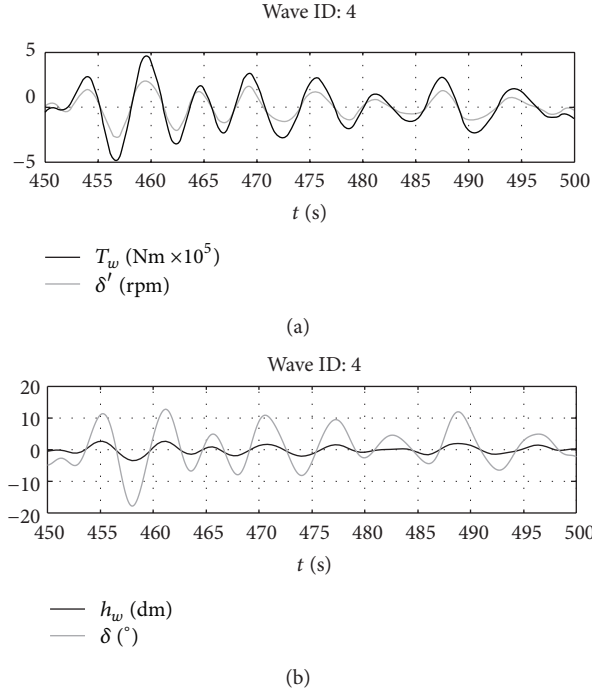 Wave ID: 4
5
0
−5
450 455 460 465 470 475 480 485 490 495 500
t (s)
T_w (Nm ×10^5)
δ′ (rpm)
(a)
Wave ID: 4
20
10
0
−10
−20
450 455 460 465 470 475 480 485 490 495 500
t (s)
h_w (dm)
δ (°)
(b)